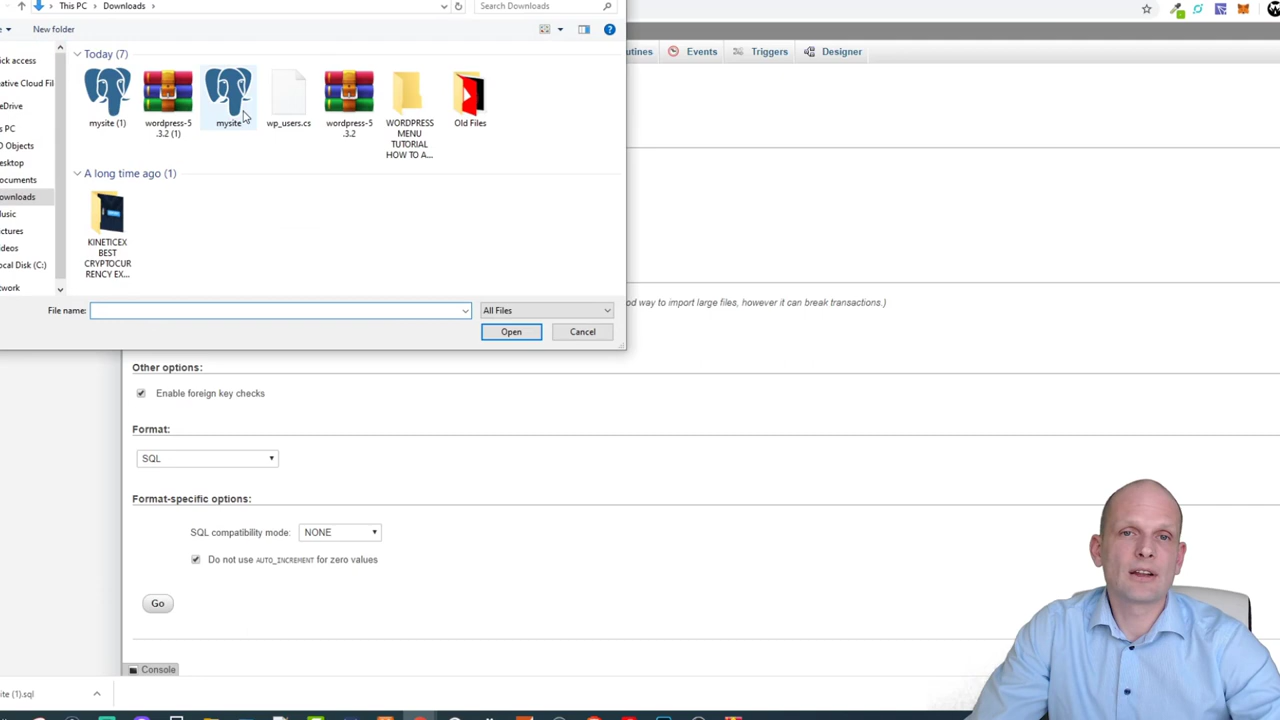 This PC > Downloads >
Search Downloads
New folder
utines Events Triggers Designer
Today (7)
mysite (1)
wordpress-5
.3.2 (1)
mysite
wp_users.cs
wordpress-5
.3.2
WORDPRESS
MENU
TUTORIAL
HOW TO A...
Old Files
A long time ago (1)
KINETICEX
BEST
CRYPTOCUR
RENCY EX...
ick access
eative Cloud Fil
eDrive
s PC
D Objects
esktop
ocuments
ownloads
usic
ctures
deos
ocal Disk (C:)
twork
File name:
All Files
Open
Cancel
od way to import large files, however it can break transactions.)
Other options:
Enable foreign key checks
Format:
SQL
Format-specific options:
SQL compatibility mode: NONE
Do not use AUTO_INCREMENT for zero values
Go
Console
ite (1).sql